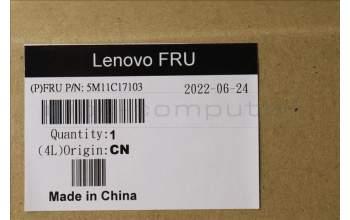 Lenovo FRU
(P)FRU P/N: 5M11C17103 2022-06-24
Quantity:1
(4L)Origin:CN
Made in China